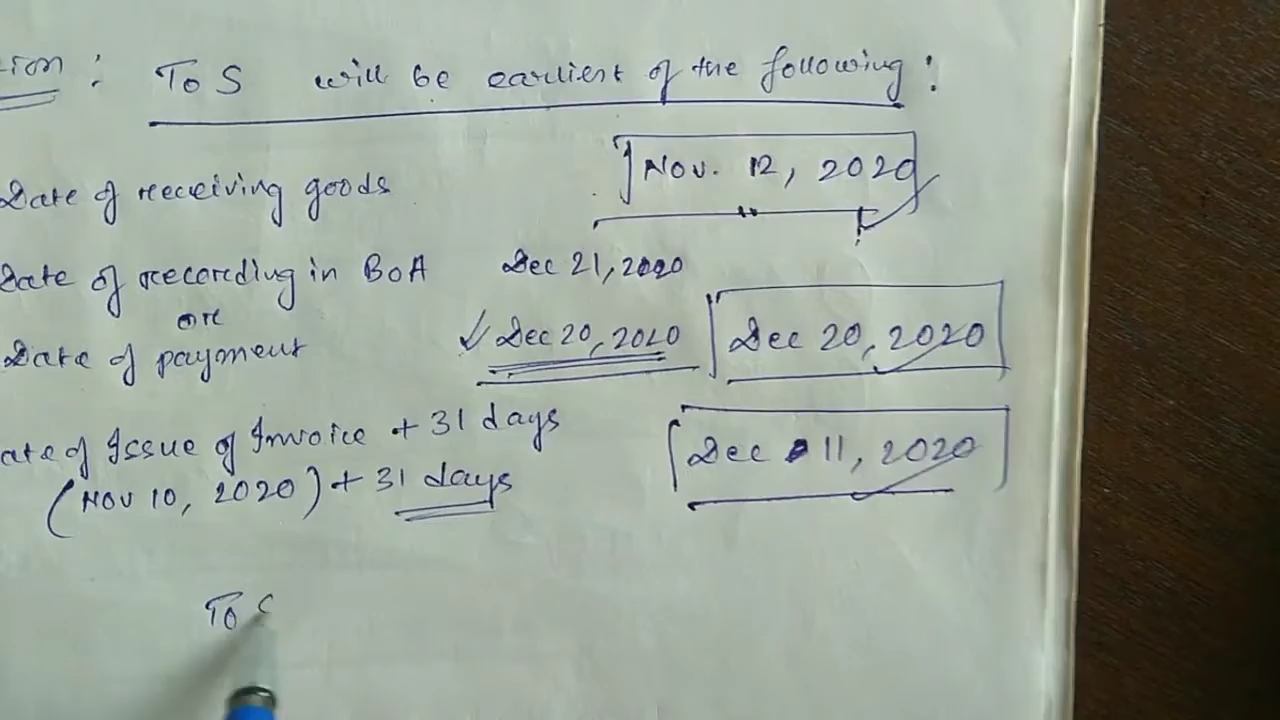 tion : ToS will be earliest of the following :
Date of receiving goods Nov. 12, 2020
Date of recording in BoA Dec 21, 2020
or
Date of payment Dec 20, 2020 Dec 20, 2020
ate of Issue of Invoice + 31 days Dec 11, 2020
(Nov 10, 2020) + 31 days
To S